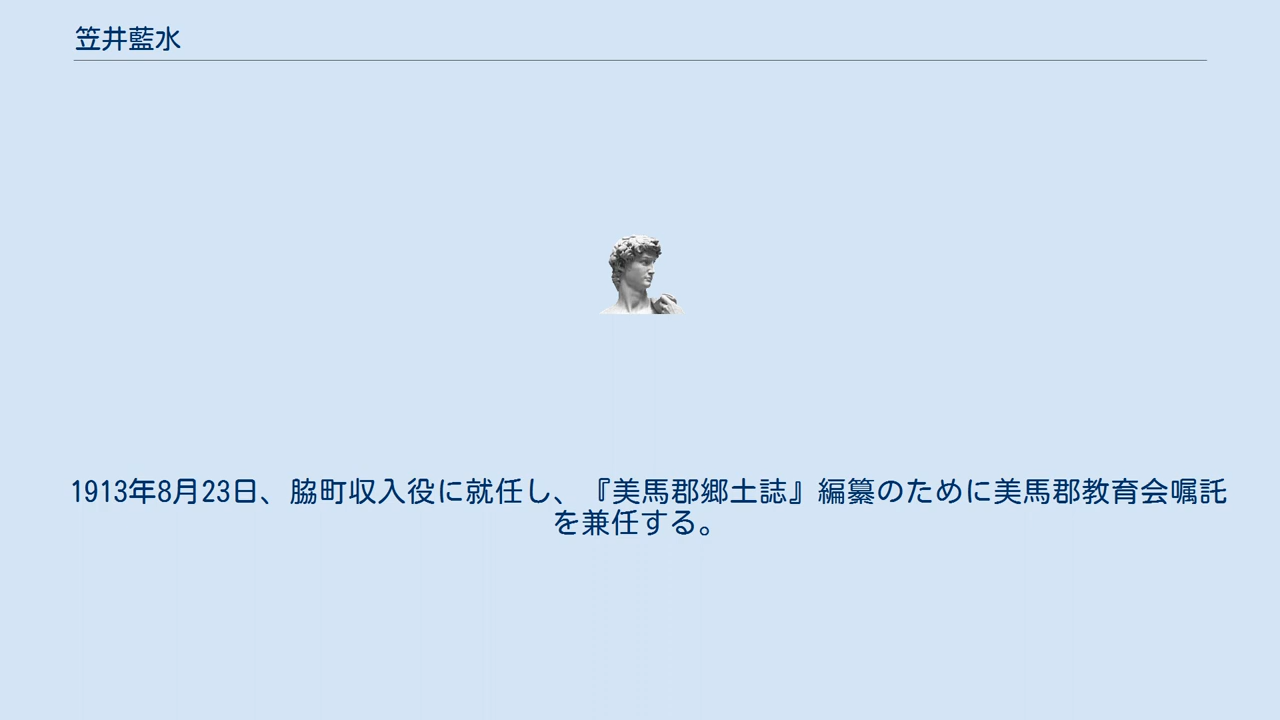 笠井藍水
1913年8月23日、脇町収入役に就任し、『美馬郡郷土誌』編纂のために美馬郡教育会嘱託
を兼任する。